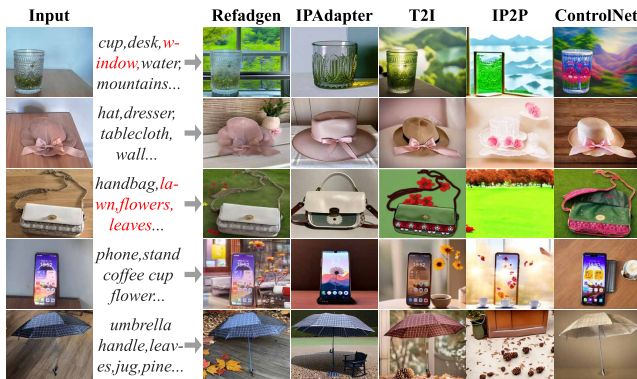 Input Refadgen IPAdapter T2I IP2P ControlNet
cup,desk,w-
indow,water,
mountains...
hat,dresser,
tablecloth,
wall...
handbag,la-
wn,flowers,
leaves...
phone,stand
coffee cup
flower...
umbrella
handle,leav-
es,jug,pine...